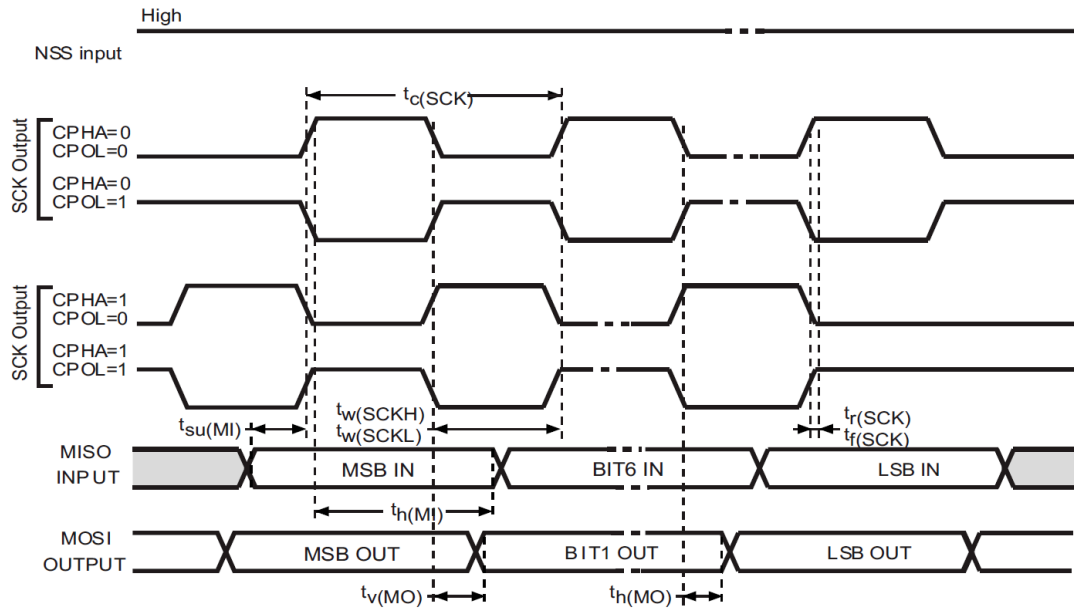 High
NSS input
tc(SCK)
SCK Output
CPHA=0
CPOL=0
CPHA=0
CPOL=1
SCK Output
CPHA=1
CPOL=0
CPHA=1
CPOL=1
tsu(MI)
tw(SCKH)
tw(SCKL)
tr(SCK)
tf(SCK)
MISO
INPUT
MSB IN
BIT6 IN
LSB IN
th(MI)
MOSI
OUTPUT
MSB OUT
BIT1 OUT
LSB OUT
tv(MO)
th(MO)